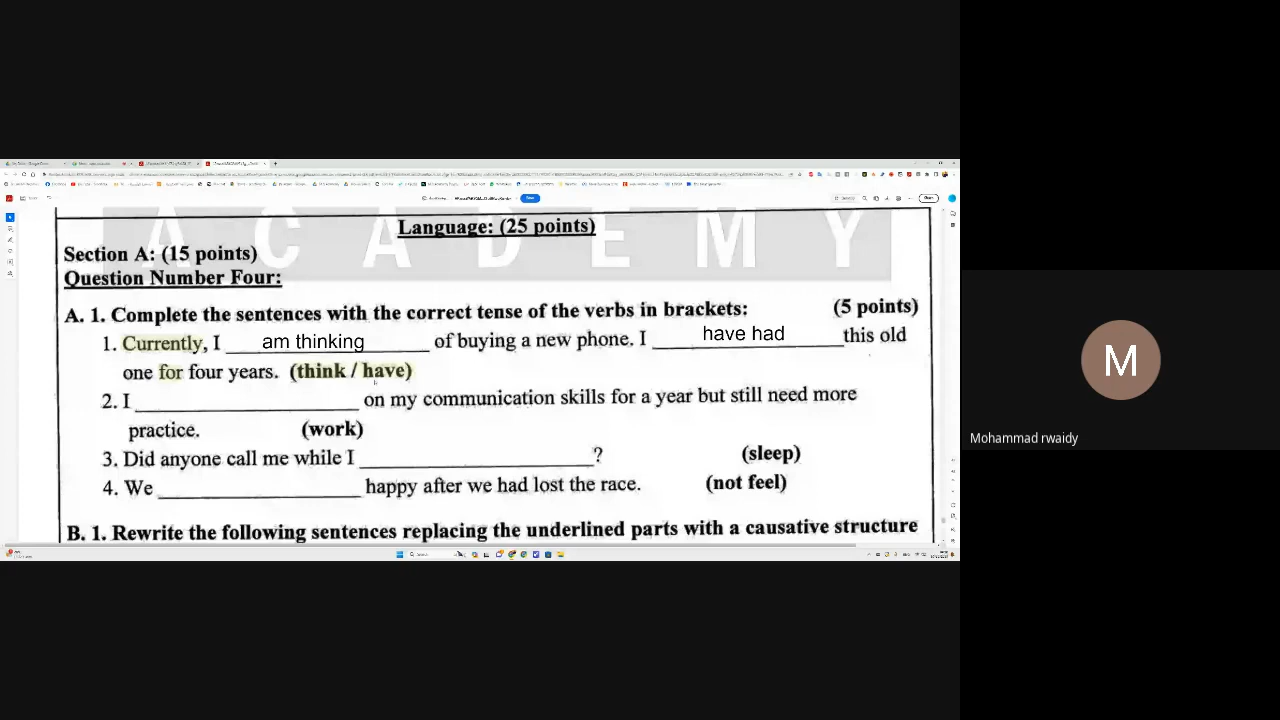 ACADEMY
Language: (25 points)
Section A: (15 points)
Question Number Four:
A. 1. Complete the sentences with the correct tense of the verbs in brackets: (5 points)
1. Currently, I am thinking of buying a new phone. I have had this old
one for four years. (think / have)
2. I ____ on my communication skills for a year but still need more
practice. (work)
3. Did anyone call me while I ____? (sleep)
4. We ____ happy after we had lost the race. (not feel)
B. 1. Rewrite the following sentences replacing the underlined parts with a causative structure
M
Mohammad rwaidy